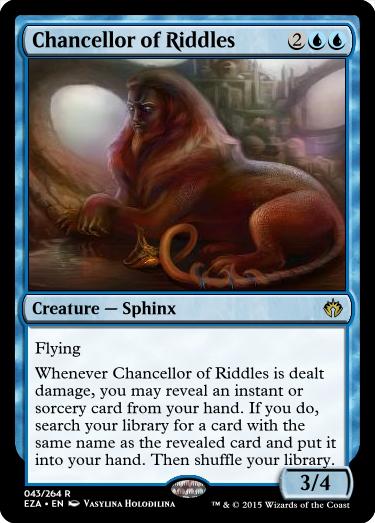 Chancellor of Riddles 2
Creature — Sphinx
Flying
Whenever Chancellor of Riddles is dealt
damage, you may reveal an instant or
sorcery card from your hand. If you do,
search your library for a card with the
same name as the revealed card and put it
into your hand. Then shuffle your library.
3/4
043/264 R
EZA • EN VASYLINA HOLODILINA ™ & © 2015 Wizards of the Coast